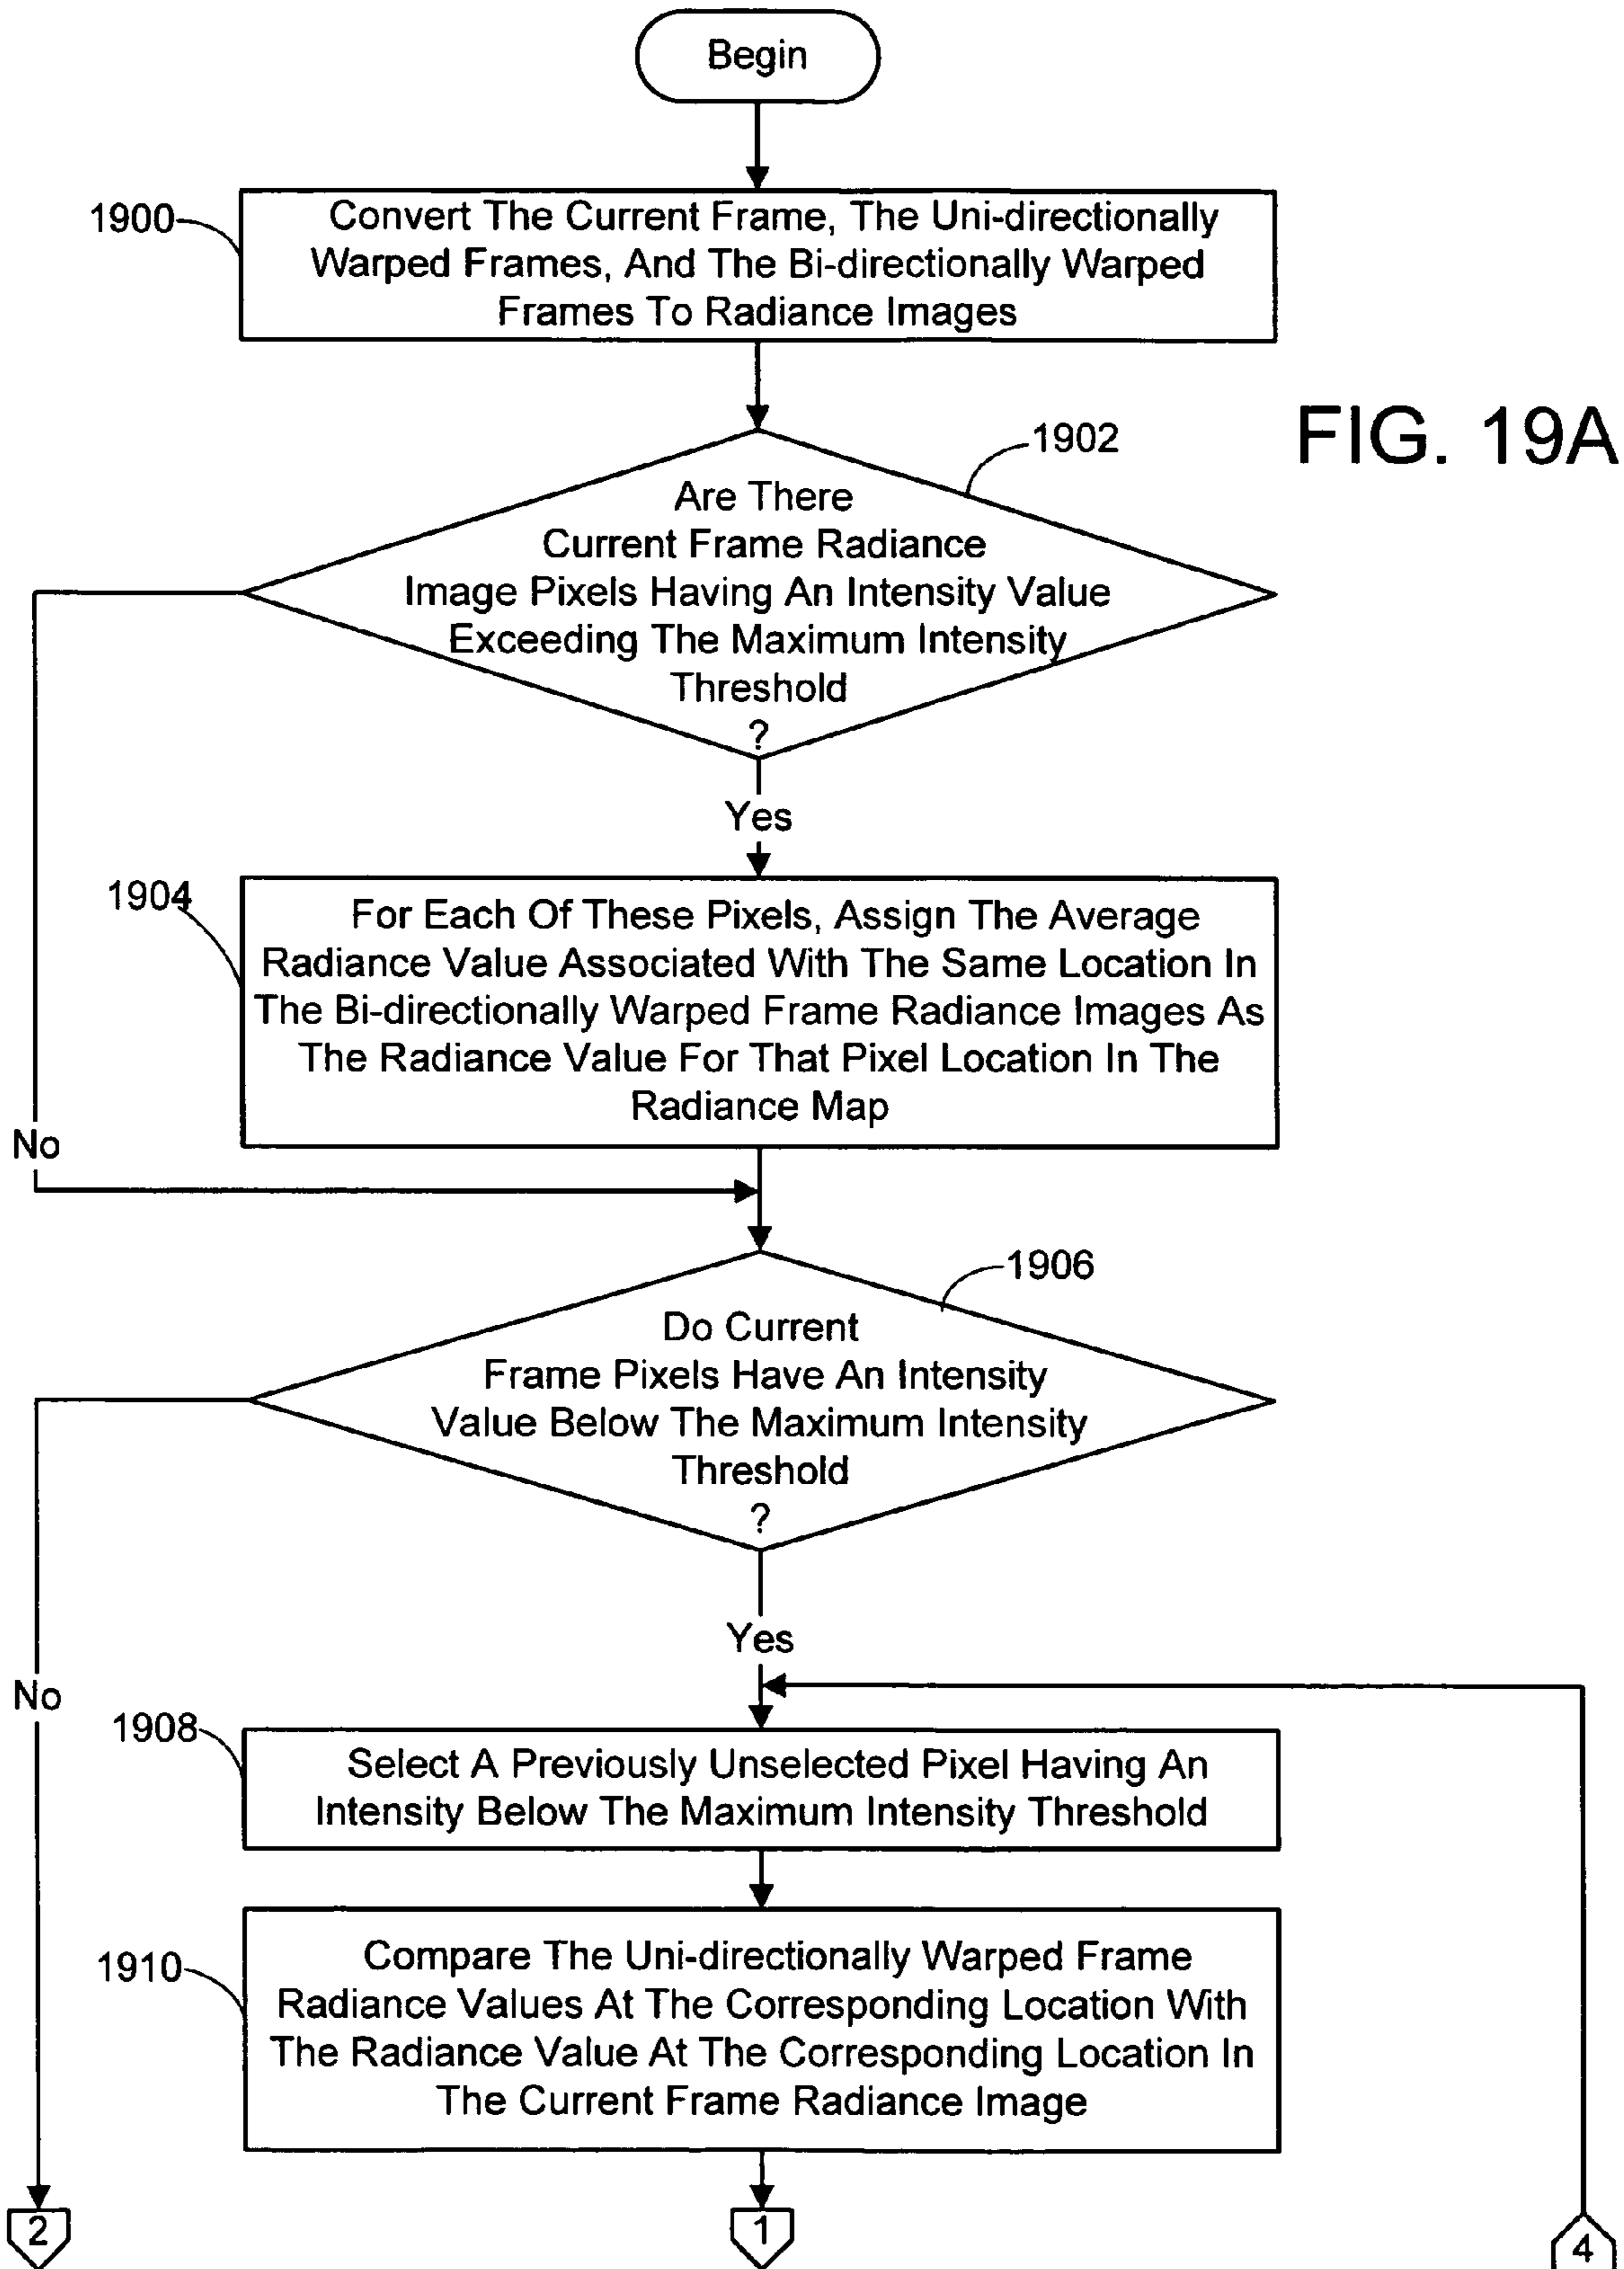 Begin
1900
Convert The Current Frame, The Uni-directionally
Warped Frames, And The Bi-directionally Warped
Frames To Radiance Images
FIG. 19A
1902
Are There
Current Frame Radiance
Image Pixels Having An Intensity Value
Exceeding The Maximum Intensity
Threshold
?
Yes
1904
For Each Of These Pixels, Assign The Average
Radiance Value Associated With The Same Location In
The Bi-directionally Warped Frame Radiance Images As
The Radiance Value For That Pixel Location In The
Radiance Map
No
1906
Do Current
Frame Pixels Have An Intensity
Value Below The Maximum Intensity
Threshold
?
Yes
No
1908
Select A Previously Unselected Pixel Having An
Intensity Below The Maximum Intensity Threshold
1910
Compare The Uni-directionally Warped Frame
Radiance Values At The Corresponding Location With
The Radiance Value At The Corresponding Location In
The Current Frame Radiance Image
2
1
4